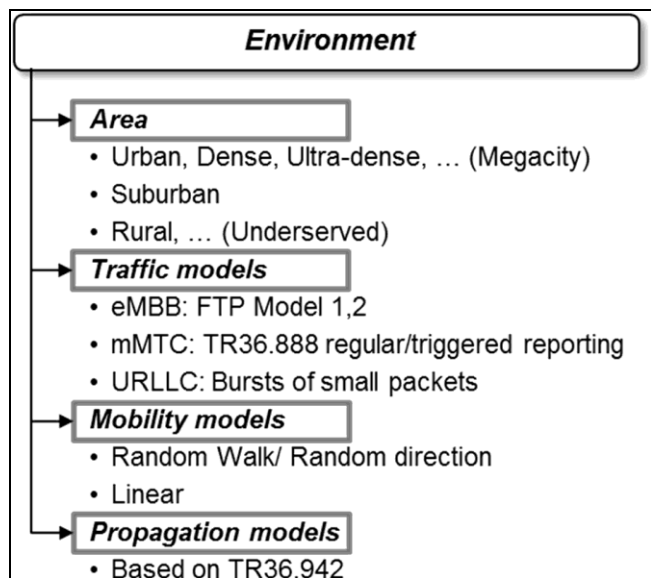 Environment
Area
• Urban, Dense, Ultra-dense, … (Megacity)
• Suburban
• Rural, … (Underserved)
Traffic models
• eMBB: FTP Model 1,2
• mMTC: TR36.888 regular/triggered reporting
• URLLC: Bursts of small packets
Mobility models
• Random Walk/ Random direction
• Linear
Propagation models
• Based on TR36.942